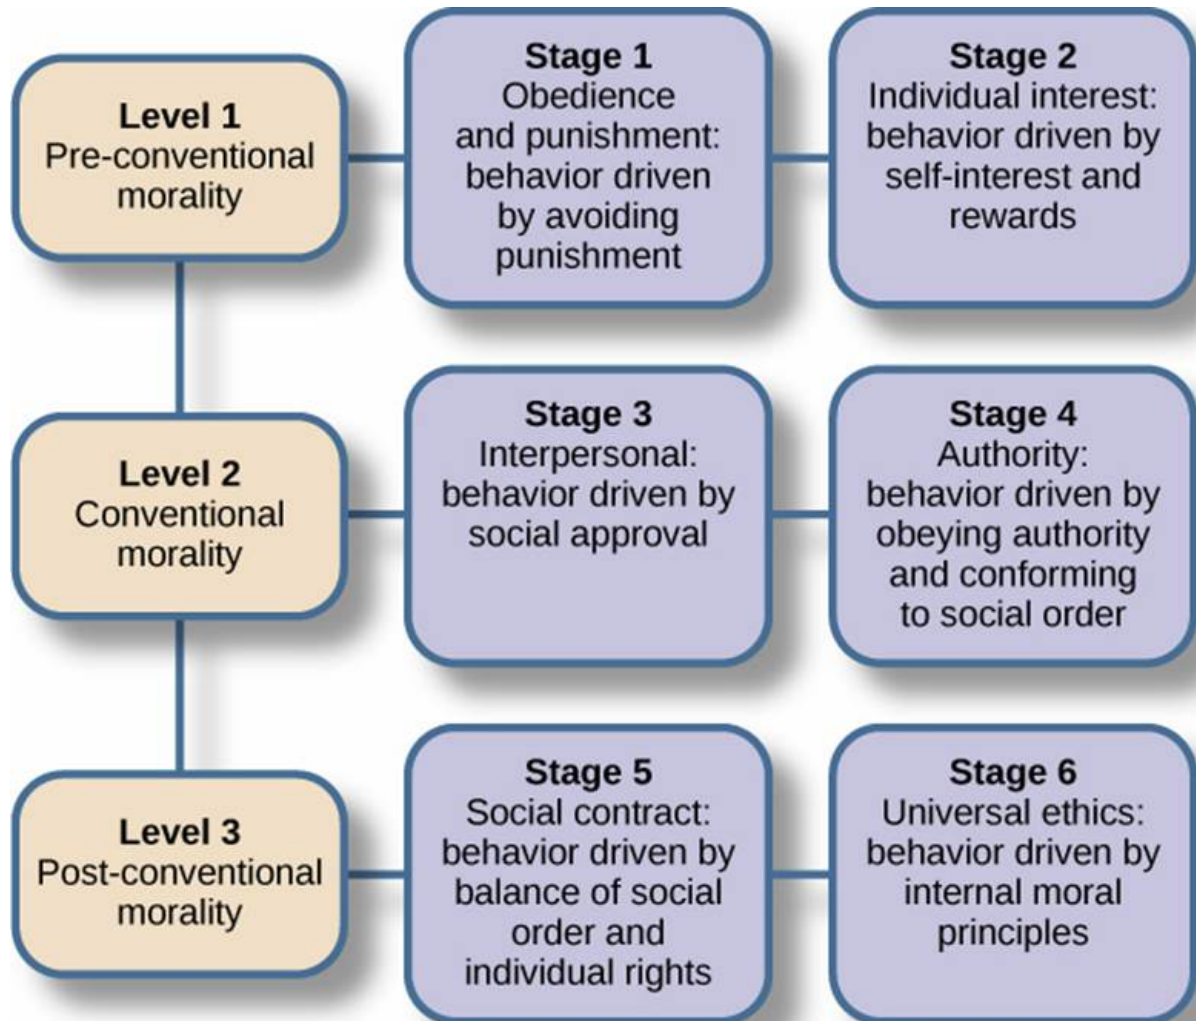 Level 1
Pre-conventional
morality
Stage 1
Obedience
and punishment:
behavior driven
by avoiding
punishment
Stage 2
Individual interest:
behavior driven by
self-interest and
rewards
Level 2
Conventional
morality
Stage 3
Interpersonal:
behavior driven by
social approval
Stage 4
Authority:
behavior driven by
obeying authority
and conforming
to social order
Level 3
Post-conventional
morality
Stage 5
Social contract:
behavior driven by
balance of social
order and
individual rights
Stage 6
Universal ethics:
behavior driven by
internal moral
principles